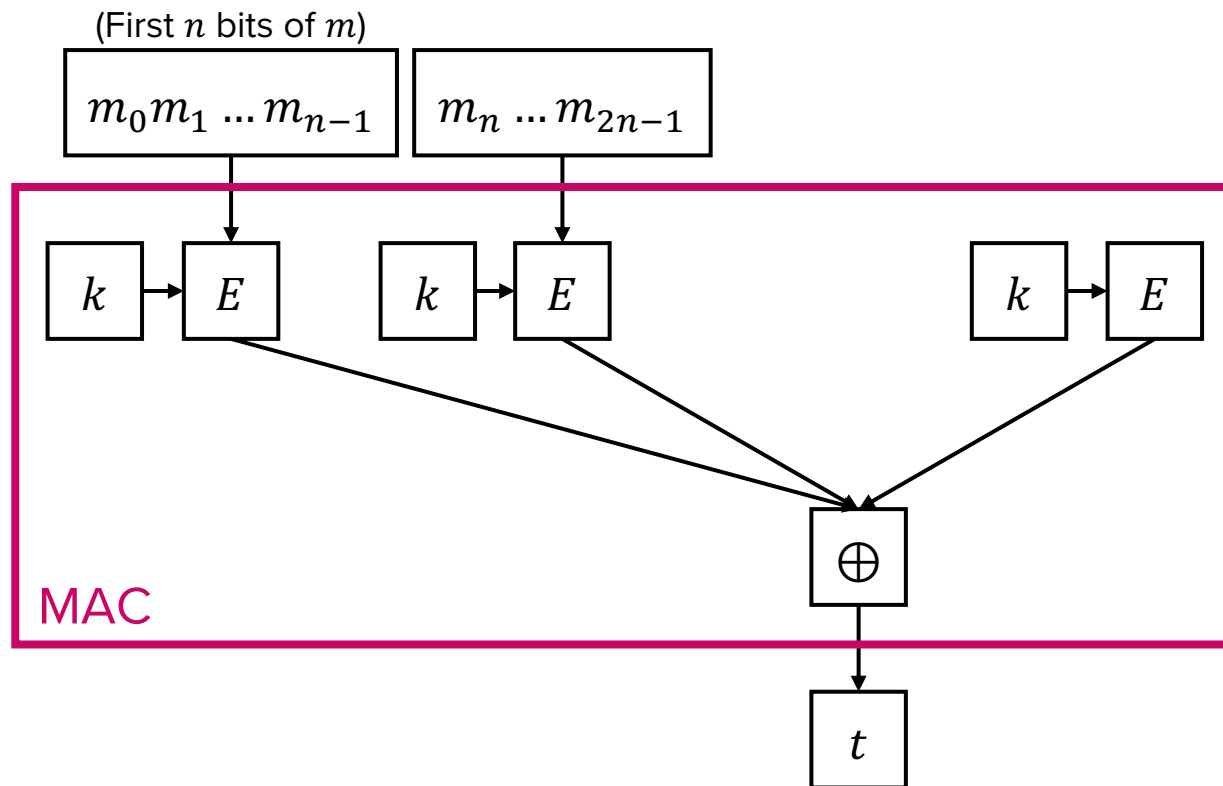 (First n bits of m)
m₀m₁ … mₙ₋₁
mₙ … m₂ₙ₋₁
k E k E k E
⊕
MAC
t